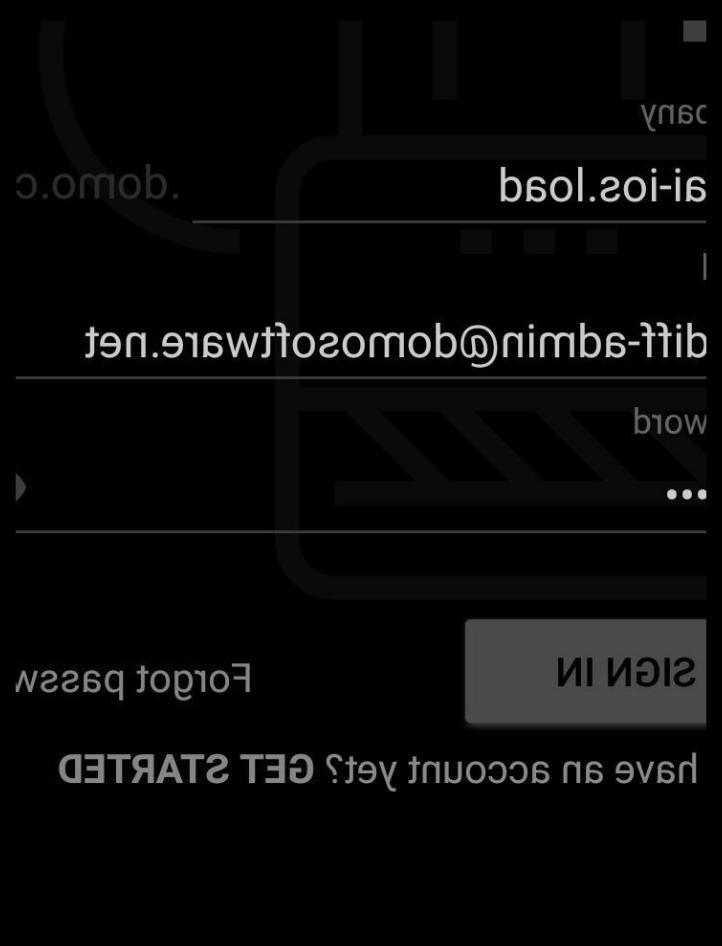 pany
ai-ios.load .domo.c
diff-admin@domosoftware.net
word
•••
SIGN IN Forgot passw
have an account yet? GET STARTED